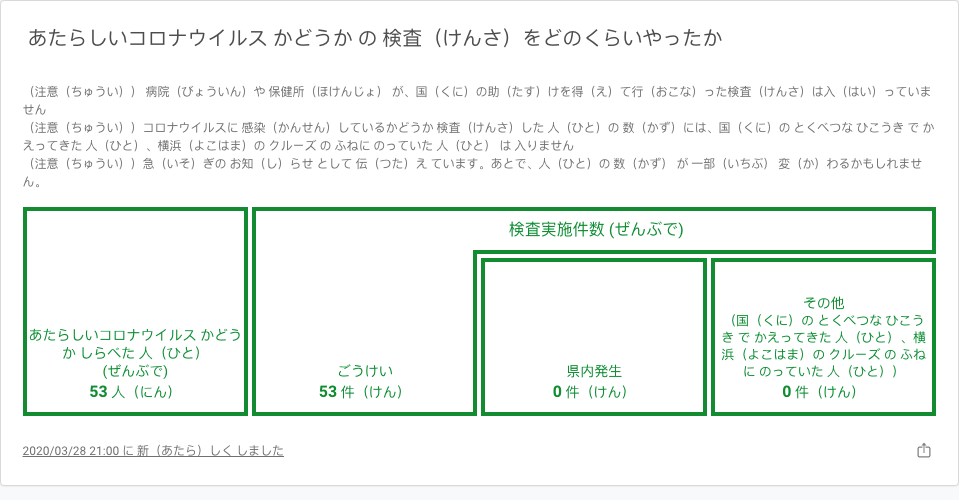 あたらしいコロナウイルス かどうか の 検査（けんさ）をどのくらいやったか
（注意（ちゅうい）） 病院（びょういん）や 保健所（ほけんじょ） が、国（くに）の助（たす）けを得（え）て行（おこな）った検査（けんさ）は入（はい）っていま
せん
（注意（ちゅうい）） コロナウイルスに 感染（かんせん）しているかどうか 検査（けんさ）した 人（ひと）の 数（かず）には、国（くに）の とくべつな ひこうき で か
えってきた 人（ひと）、横浜（よこはま）の クルーズ の ふねに のっていた 人（ひと） は 入りません
（注意（ちゅうい）） 急（いそ）ぎの お知（し）らせ として 伝（つた）え ています。あとで、人（ひと）の 数（かず） が 一部（いちぶ） 変（か）わるかもしれませ
ん。
検査実施件数 (ぜんぶで)
あたらしいコロナウイルス かどう
か しらべた 人（ひと）
(ぜんぶで)
53 人（にん）
ごうけい
53 件（けん）
県内発生
0 件（けん）
その他
（国（くに）の とくべつな ひこう
き で かえってきた 人（ひと）、横
浜（よこはま）の クルーズ の ふね
に のっていた 人（ひと））
0 件（けん）
2020/03/28 21:00 に 新（あたら）しく しました